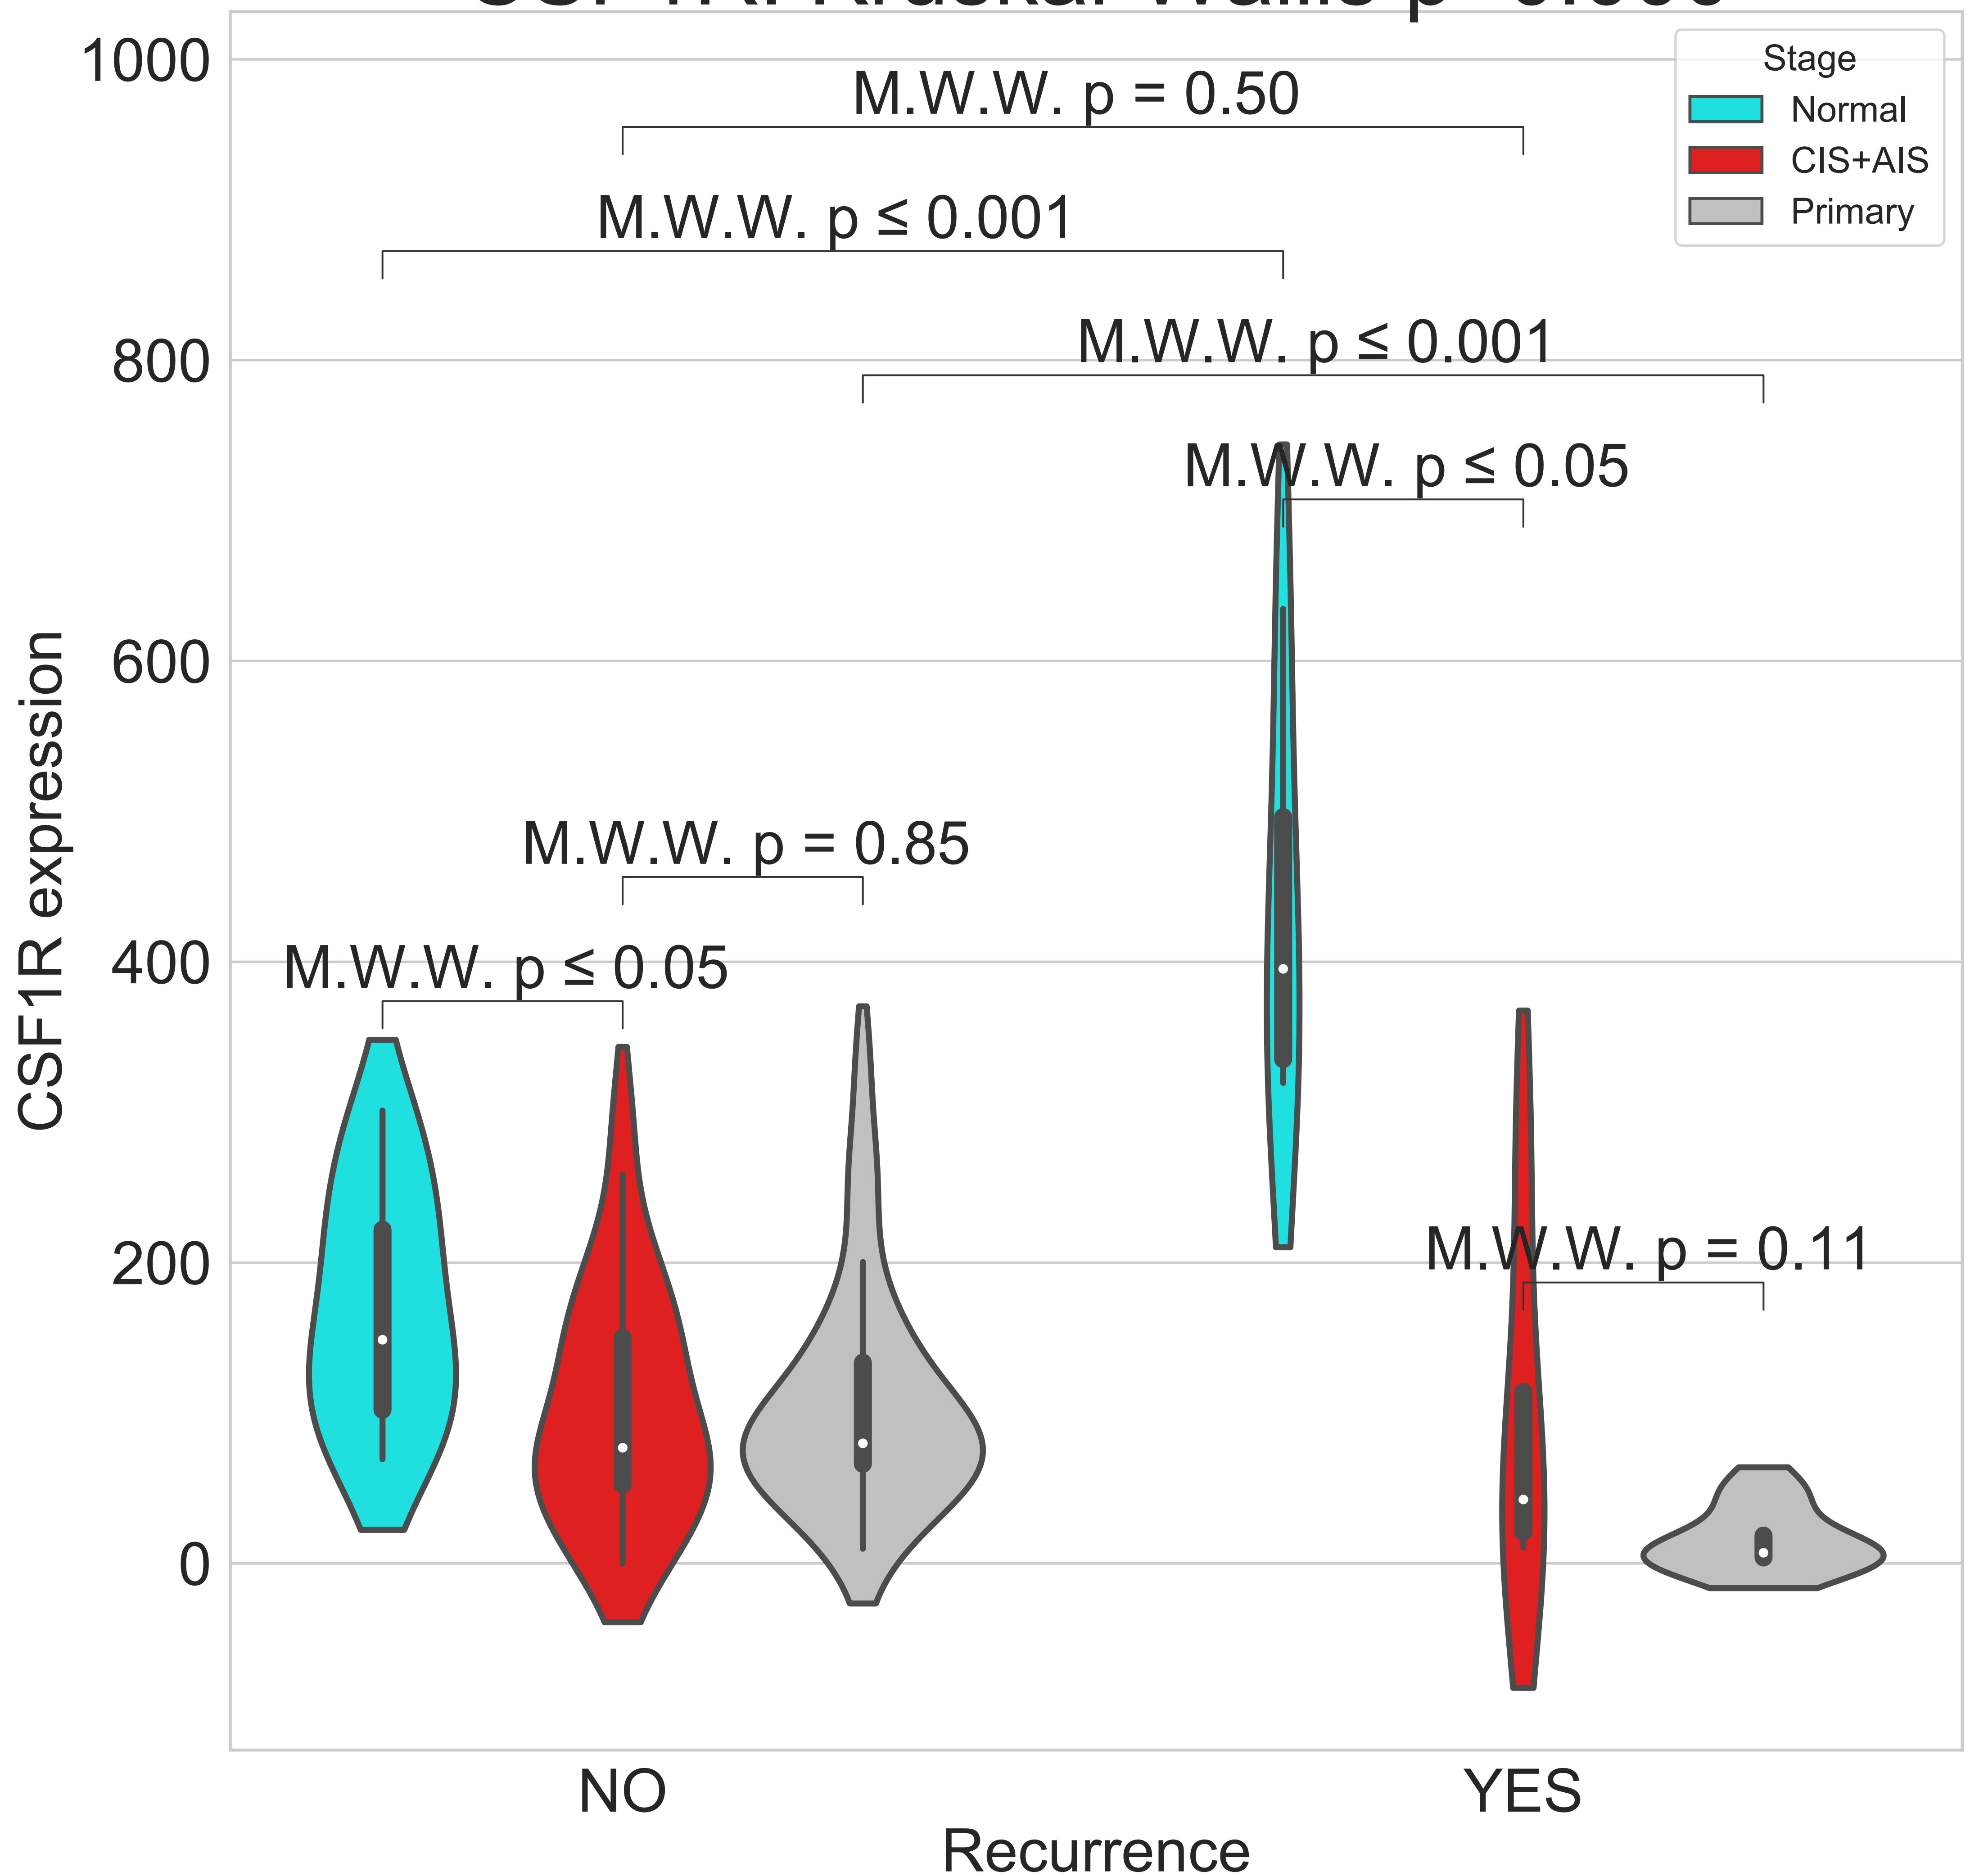 1000
800
600
400
200
0
CSF1R expression
M.W.W. p = 0.50
M.W.W. p ≤ 0.001
M.W.W. p ≤ 0.001
M.W.W. p ≤ 0.05
M.W.W. p = 0.85
M.W.W. p ≤ 0.05
M.W.W. p = 0.11
Stage
Normal
CIS+AIS
Primary
NO
YES
Recurrence